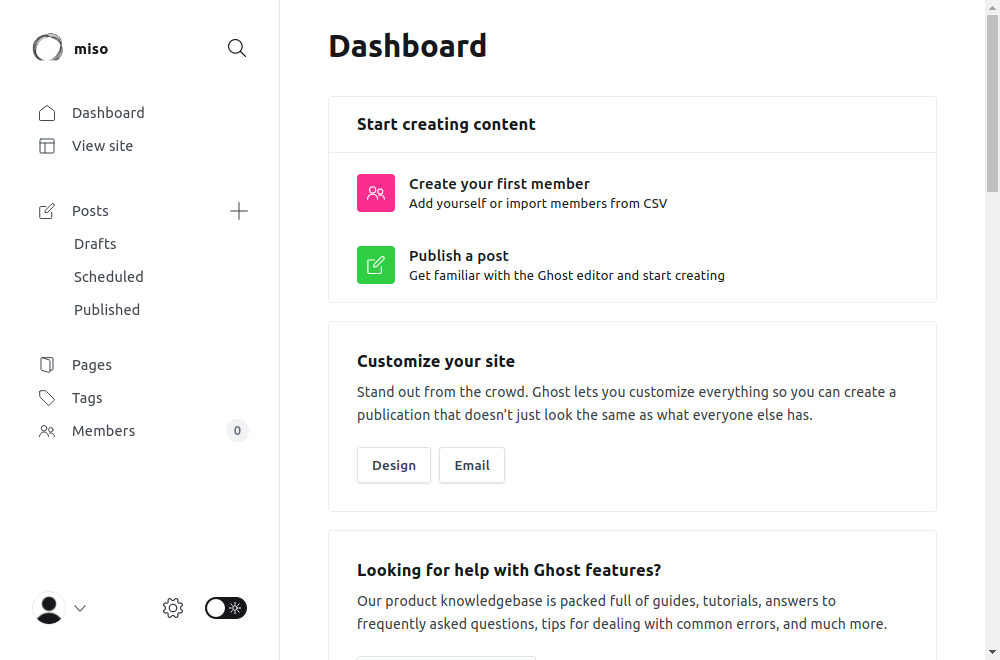 miso
Dashboard
View site
Posts
Drafts
Scheduled
Published
Pages
Tags
Members
0
Dashboard
Start creating content
Create your first member
Add yourself or import members from CSV
Publish a post
Get familiar with the Ghost editor and start creating
Customize your site
Stand out from the crowd. Ghost lets you customize everything so you can create a
publication that doesn’t just look the same as what everyone else has.
Design
Email
Looking for help with Ghost features?
Our product knowledgebase is packed full of guides, tutorials, answers to
frequently asked questions, tips for dealing with common errors, and much more.